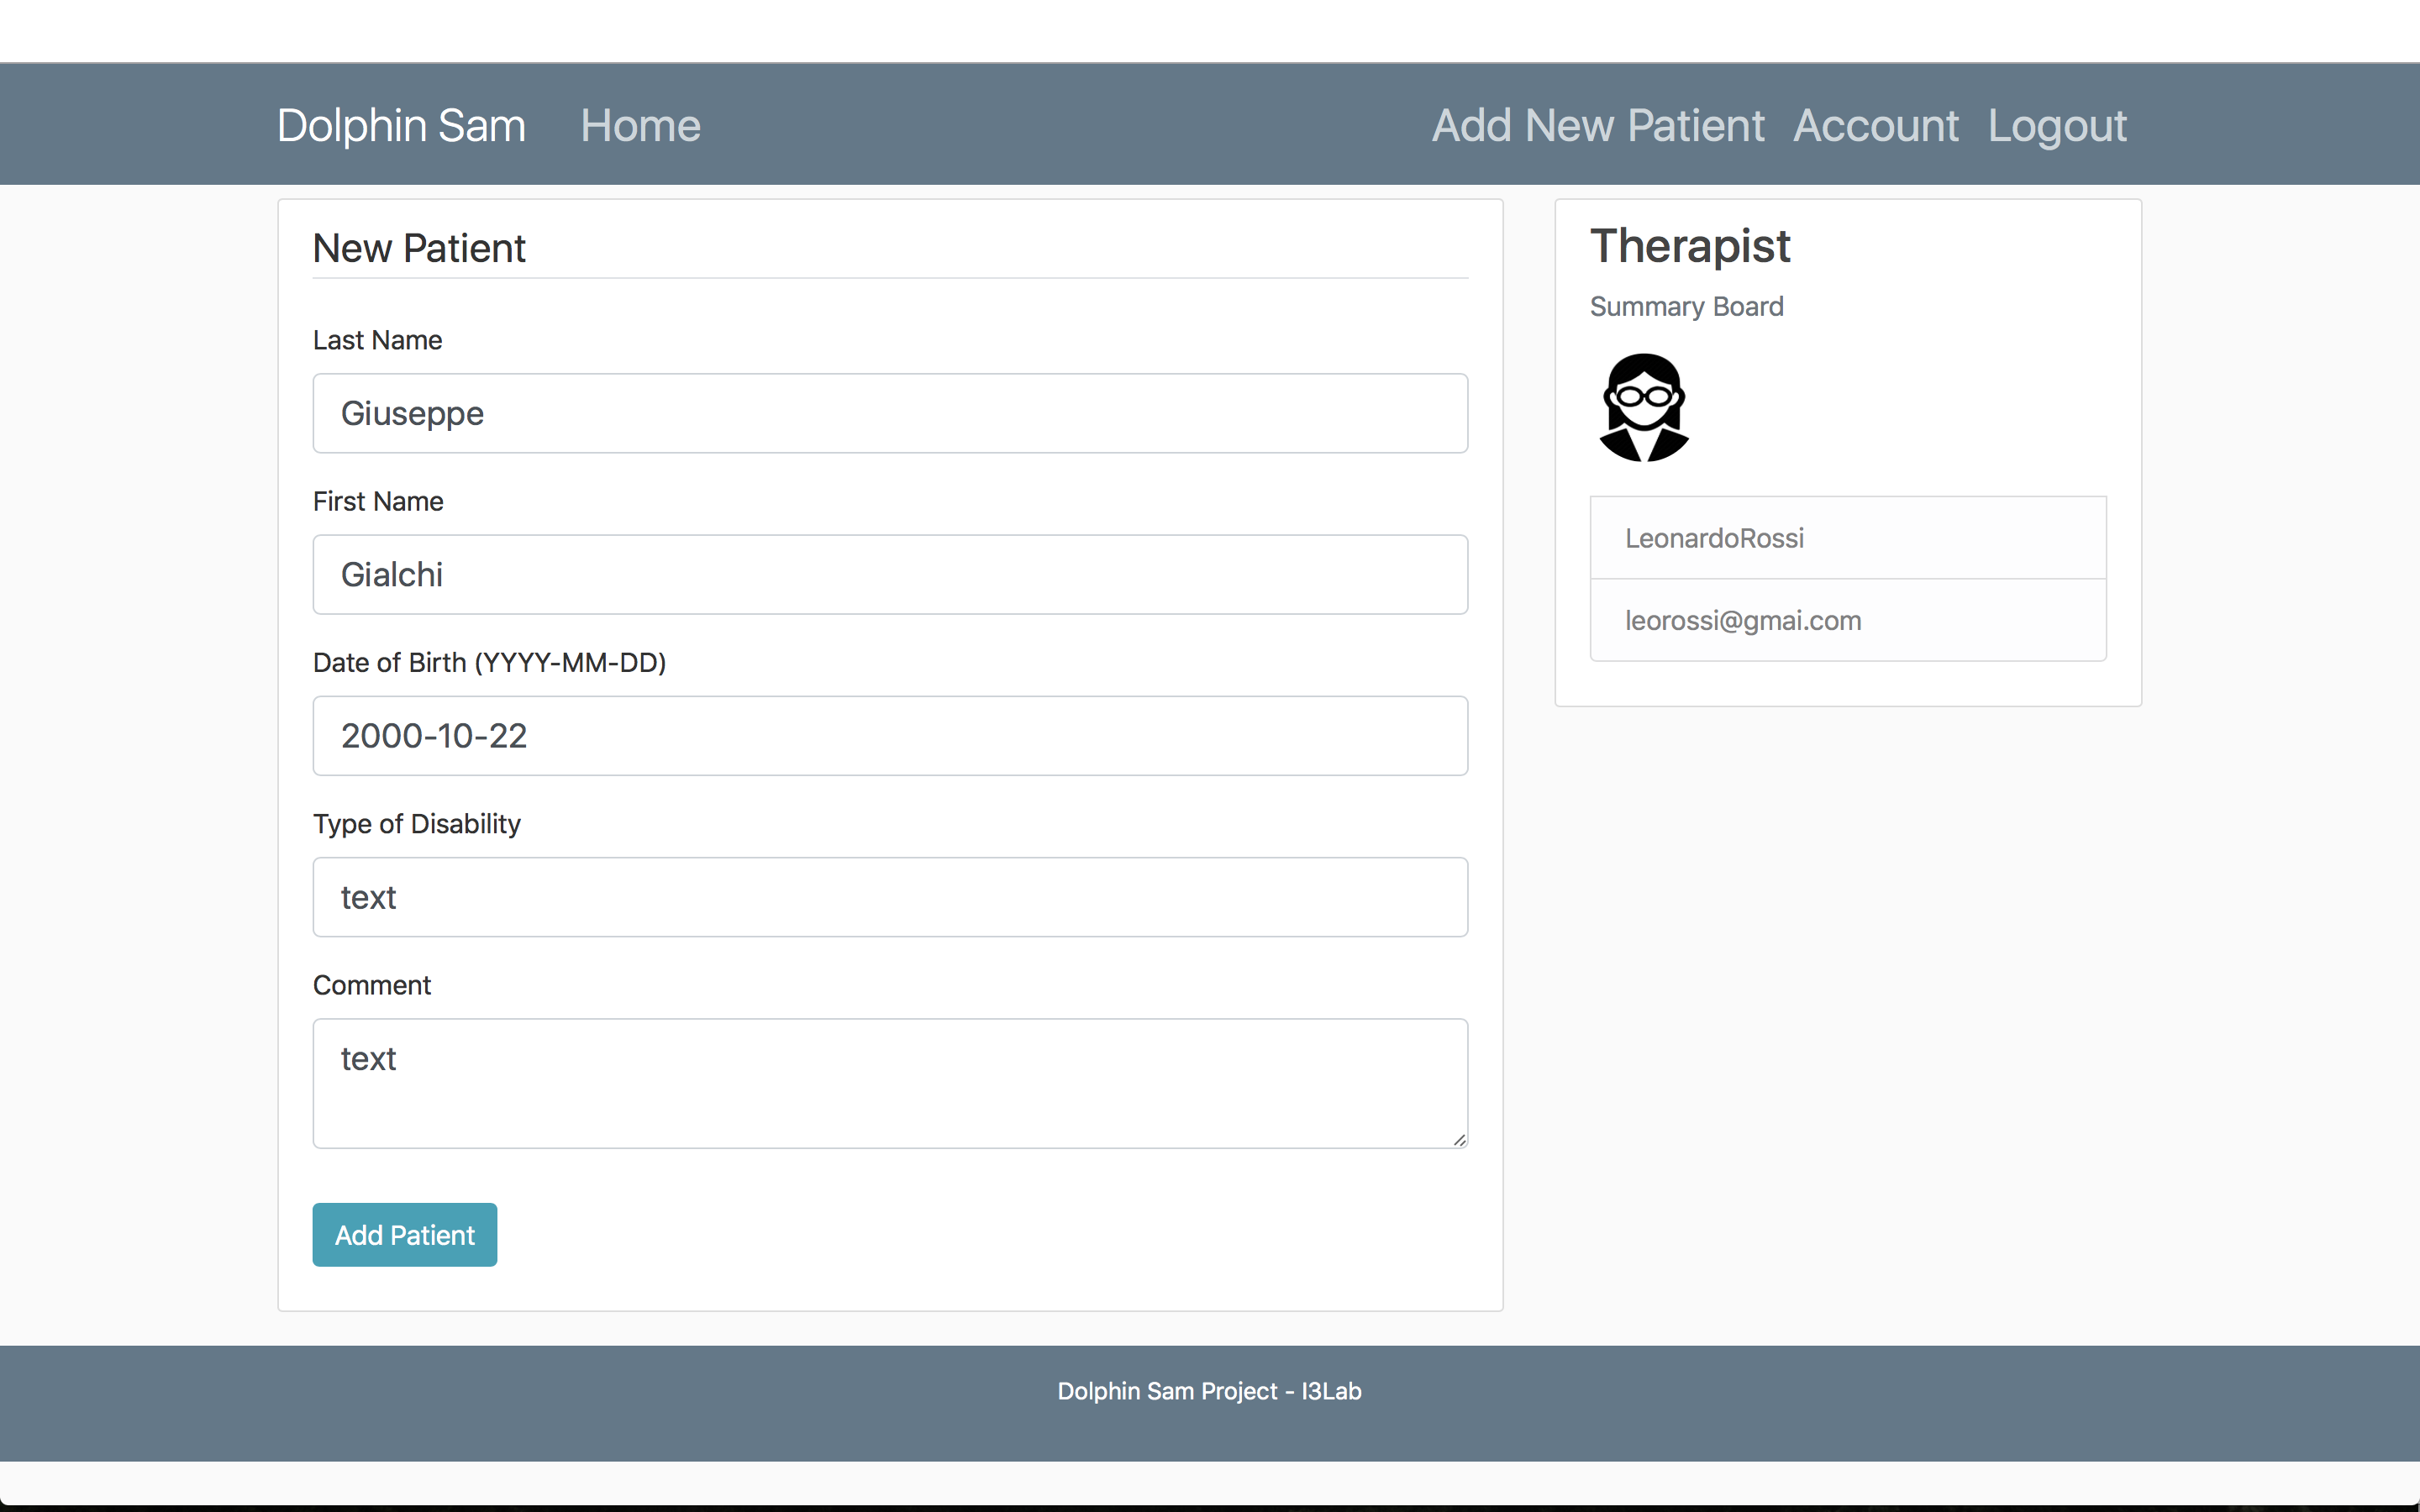 Dolphin Sam Home Add New Patient Account Logout
New Patient
Last Name
Giuseppe
First Name
Gialchi
Date of Birth (YYYY-MM-DD)
2000-10-22
Type of Disability
text
Comment
text
Add Patient
Therapist
Summary Board
LeonardoRossi
leorossi@gmai.com
Dolphin Sam Project - I3Lab